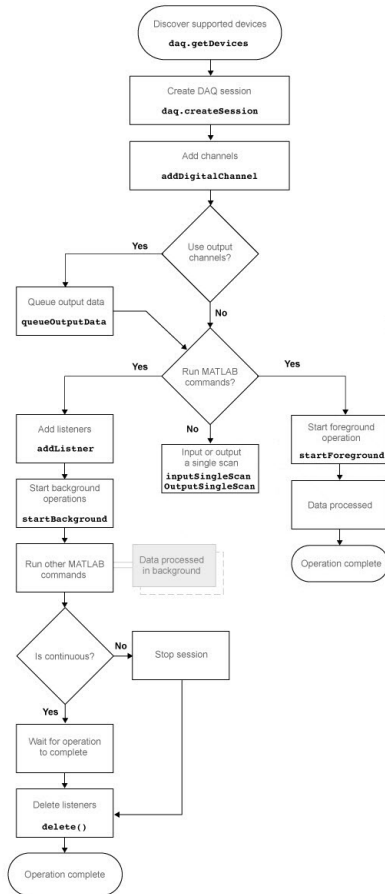 Discover supported devices
daq.getDevices
Create DAQ session
daq.createSession
Add channels
addDigitalChannel
Yes
Use output
channels?
Queue output data
queueOutputData
No
Yes
Run MATLAB
commands?
Yes
Add listeners
addListner
No
Input or output
a single scan
inputSingleScan
OutputSingleScan
Start foreground
operation
startForeground
Start background
operations
startBackground
Data processed
Run other MATLAB
commands
Data processed
in background
Operation complete
Is continuous?
No
Stop session
Yes
Wait for operation
to complete
Delete listeners
delete()
Operation complete